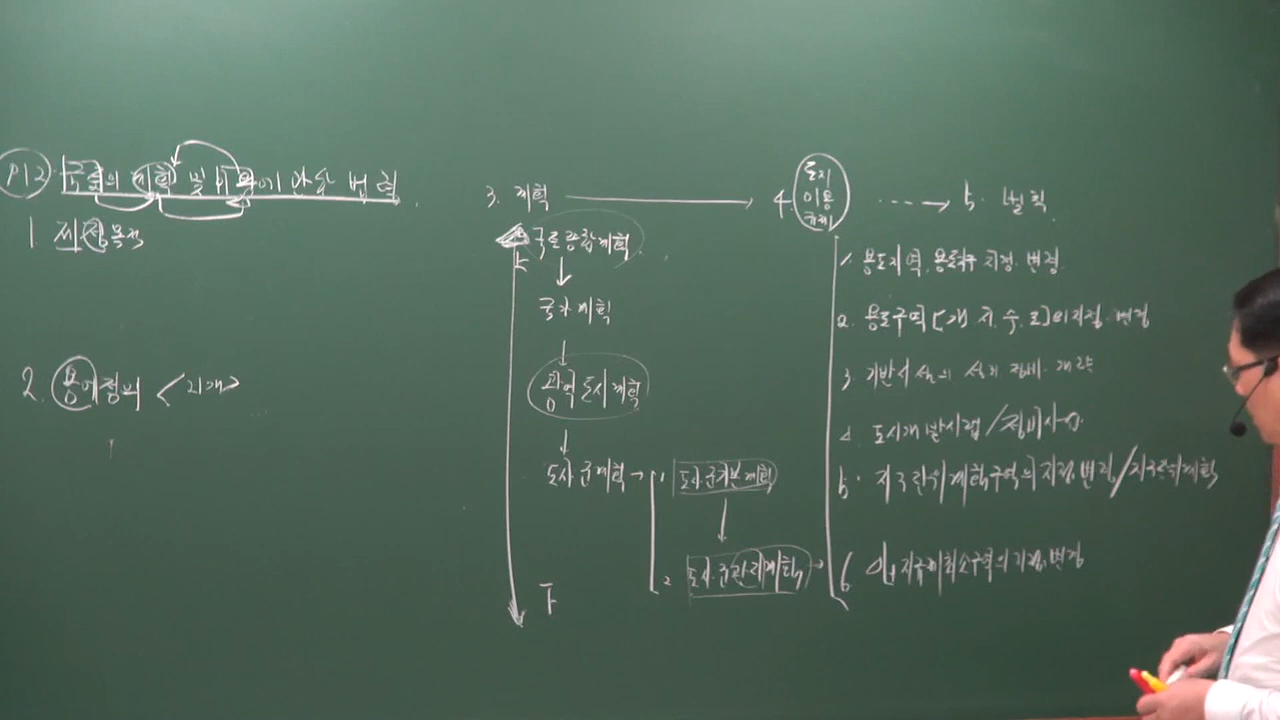 P12. 국토의 계획 및 이용에 관한 법률
1. 제정목적
2. 용어정의 <21개>
3. 계획
국토종합계획
上
국가계획
광역도시계획
도시·군계획 →
1. 도시·군기본계획
2. 도시·군관리계획
下
4. 토지이용규제
5. 벌칙
1. 용도지역, 용도지구 지정·변경
2. 용도구역 [개, 시, 수, 도]의 지정·변경
3. 기반시설의 설치·정비·개량
4. 도시개발사업/정비사업
5. 지구단위계획구역의 지정·변경/지구단위계획
6. 입지규제최소구역의 지정·변경